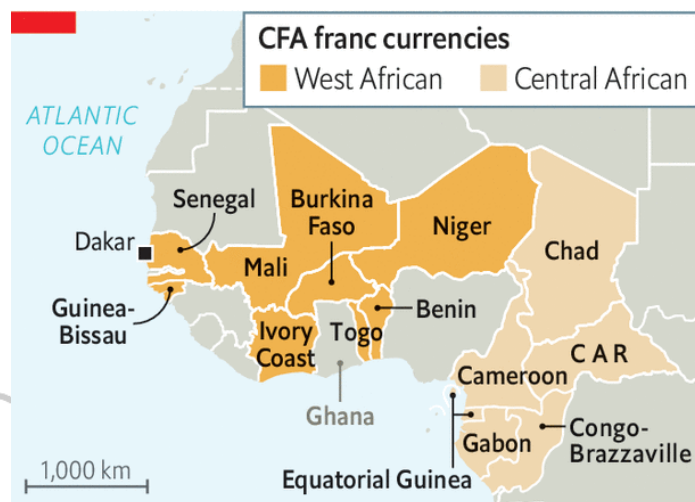 CFA franc currencies
West African
Central African
ATLANTIC
OCEAN
Senegal
Burkina
Faso
Niger
Dakar
Mali
Chad
Guinea-
Bissau
Benin
Ivory
Coast
Togo
CAR
Cameroon
Ghana
Gabon
Congo-
Brazzaville
Equatorial Guinea
1,000 km